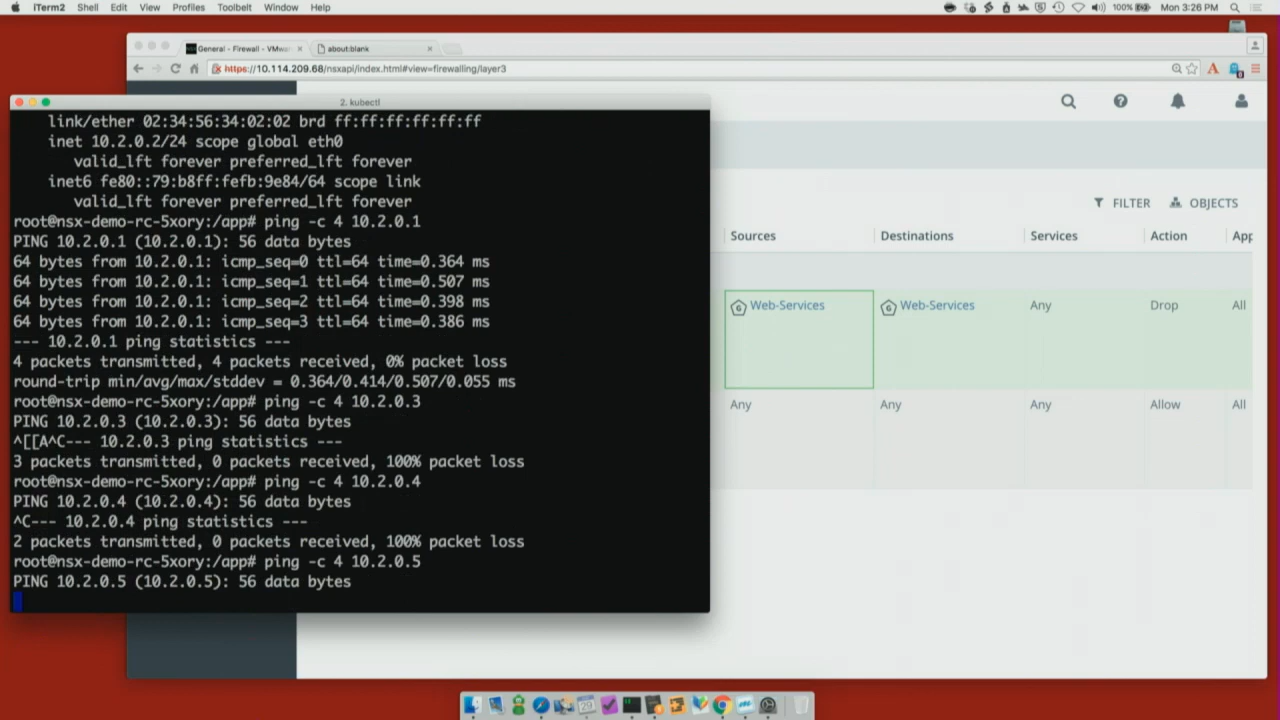 iTerm2 Shell Edit View Profiles Toolbelt Window Help 100% Mon 3:26 PM
General - Firewall - VMwa × about:blank ×
https://10.114.209.68/nsxapi/index.html#view=firewalling/layer3
2. kubectl
link/ether 02:34:56:34:02:02 brd ff:ff:ff:ff:ff:ff
inet 10.2.0.2/24 scope global eth0
valid_lft forever preferred_lft forever
inet6 fe80::79:b8ff:fefb:9e84/64 scope link
valid_lft forever preferred_lft forever
root@nsx-demo-rc-5xory:/app# ping -c 4 10.2.0.1
PING 10.2.0.1 (10.2.0.1): 56 data bytes
64 bytes from 10.2.0.1: icmp_seq=0 ttl=64 time=0.364 ms
64 bytes from 10.2.0.1: icmp_seq=1 ttl=64 time=0.507 ms
64 bytes from 10.2.0.1: icmp_seq=2 ttl=64 time=0.398 ms
64 bytes from 10.2.0.1: icmp_seq=3 ttl=64 time=0.386 ms
--- 10.2.0.1 ping statistics ---
4 packets transmitted, 4 packets received, 0% packet loss
round-trip min/avg/max/stddev = 0.364/0.414/0.507/0.055 ms
root@nsx-demo-rc-5xory:/app# ping -c 4 10.2.0.3
PING 10.2.0.3 (10.2.0.3): 56 data bytes
^[[A^C--- 10.2.0.3 ping statistics ---
3 packets transmitted, 0 packets received, 100% packet loss
root@nsx-demo-rc-5xory:/app# ping -c 4 10.2.0.4
PING 10.2.0.4 (10.2.0.4): 56 data bytes
^C--- 10.2.0.4 ping statistics ---
2 packets transmitted, 0 packets received, 100% packet loss
root@nsx-demo-rc-5xory:/app# ping -c 4 10.2.0.5
PING 10.2.0.5 (10.2.0.5): 56 data bytes
FILTER OBJECTS
Sources Destinations Services Action App
Web-Services Web-Services Any Drop All
Any Any Any Allow All